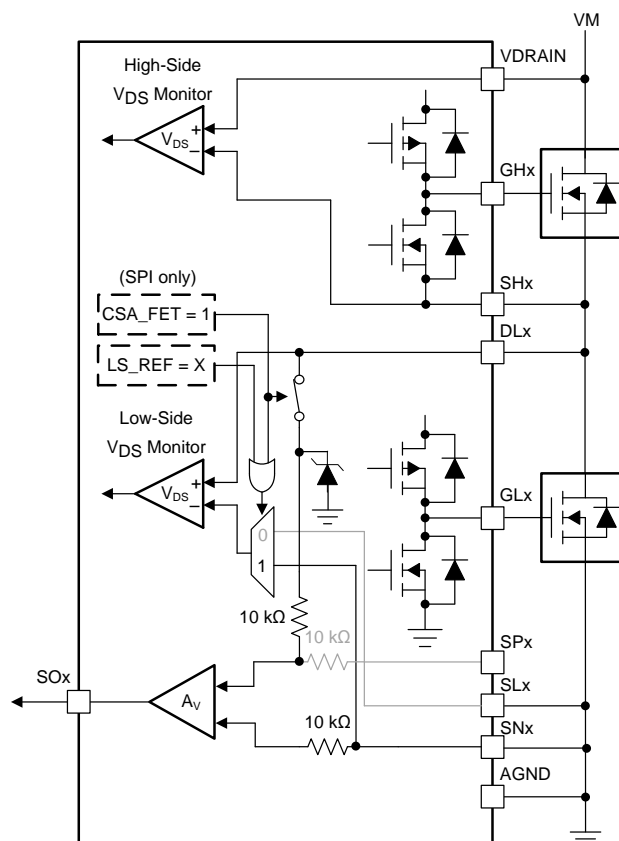 VM
High-Side
VDS Monitor
VDRAIN
+
VDS
−
GHx
(SPI only)
CSA_FET = 1
SHx
DLx
LS_REF = X
Low-Side
VDS Monitor
+
VDS
−
GLx
0
1
10 kΩ
10 kΩ
SPx
SOx
AV
SLx
10 kΩ
SNx
AGND